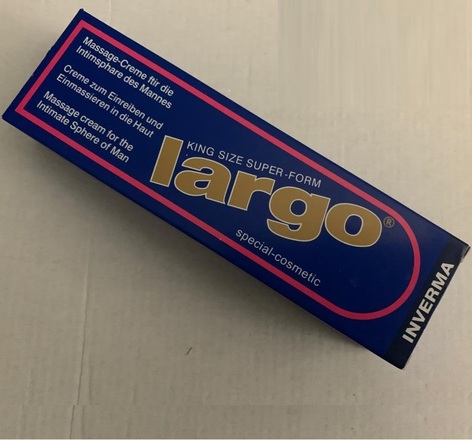 Massage-Creme für die
Intimsphare des Mannes
Creme zum Einreiben und
Einmassieren in die Haut
Massage cream for the
Intimate Sphere of Man
KING SIZE SUPER-FORM
largo®
special-cosmetic
INVERMA